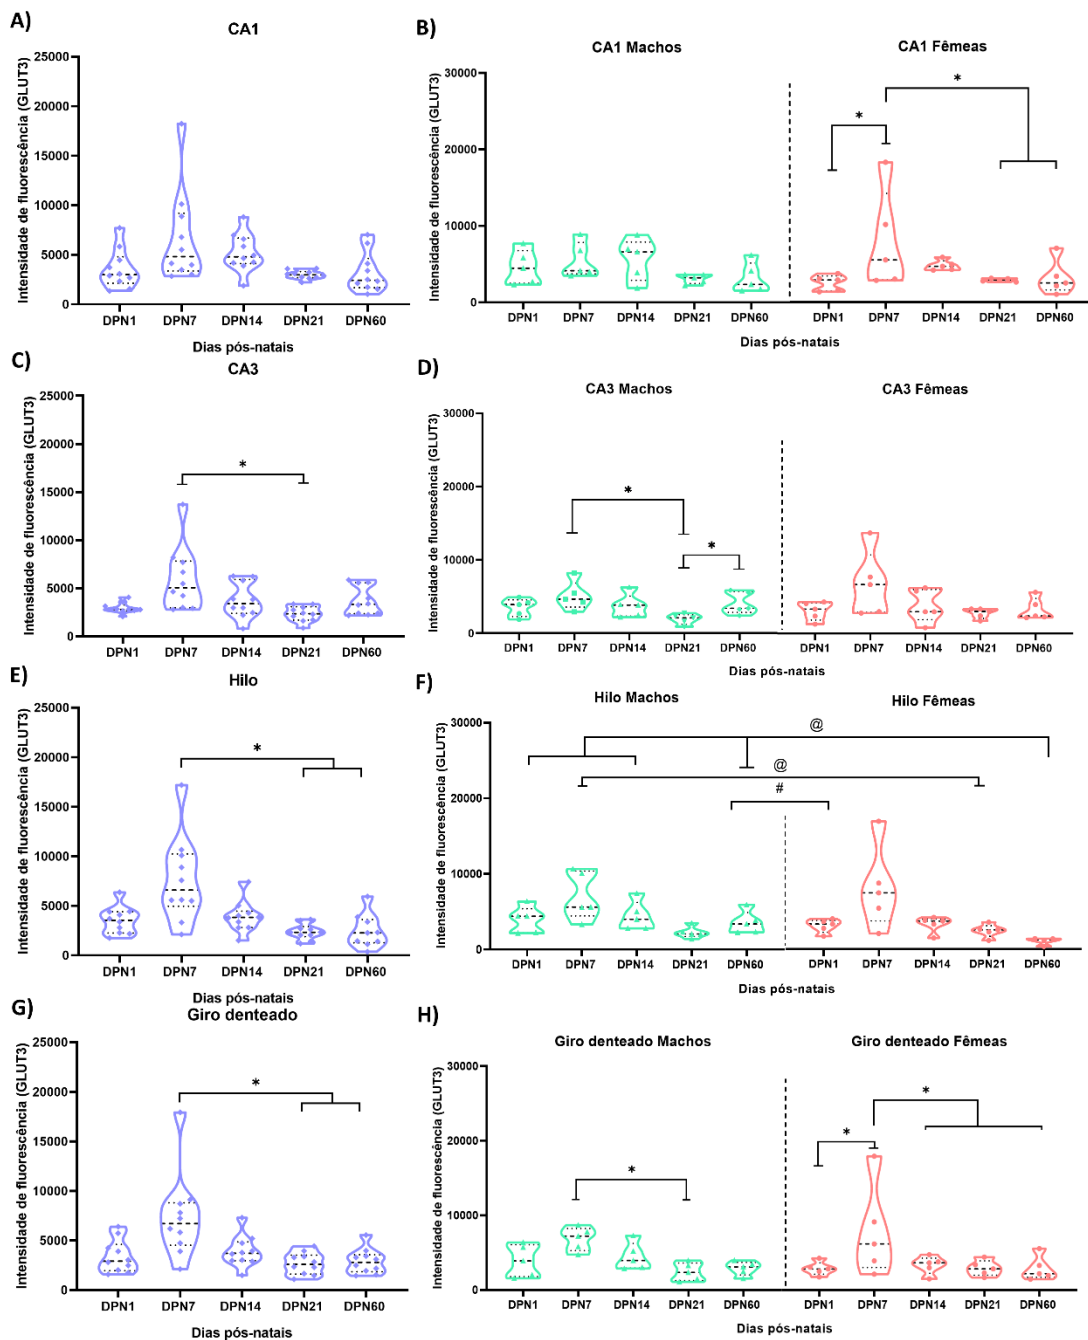 A)
CA1
Intensidade de fluorescência (GLUT3)
25000
20000
15000
10000
5000
0
DPN1 DPN7 DPN14 DPN21 DPN60
Dias pós-natais
B)
CA1 Machos CA1 Fêmeas
Intensidade de fluorescência (GLUT3)
30000
20000
10000
0
* *
DPN1 DPN7 DPN14 DPN21 DPN60 DPN1 DPN7 DPN14 DPN21 DPN60
Dias pós-natais
C)
CA3
Intensidade de fluorescência (GLUT3)
25000
20000
15000
10000
5000
0
*
DPN1 DPN7 DPN14 DPN21 DPN60
D)
CA3 Machos CA3 Fêmeas
Intensidade de fluorescência (GLUT3)
30000
20000
10000
0
*
*
DPN1 DPN7 DPN14 DPN21 DPN60 DPN1 DPN7 DPN14 DPN21 DPN60
Dias pós-natais
E)
Hilo
Intensidade de fluorescência (GLUT3)
25000
20000
15000
10000
5000
0
*
DPN1 DPN7 DPN14 DPN21 DPN60
Dias pós-natais
F)
Hilo Machos Hilo Fêmeas
Intensidade de fluorescência (GLUT3)
30000
20000
10000
0
@
@
#
DPN1 DPN7 DPN14 DPN21 DPN60 DPN1 DPN7 DPN14 DPN21 DPN60
Dias pós-natais
G)
Giro denteado
Intensidade de fluorescência (GLUT3)
25000
20000
15000
10000
5000
0
*
DPN1 DPN7 DPN14 DPN21 DPN60
Dias pós-natais
H)
Giro denteado Machos Giro denteado Fêmeas
Intensidade de fluorescência (GLUT3)
30000
20000
10000
0
*
*
*
DPN1 DPN7 DPN14 DPN21 DPN60 DPN1 DPN7 DPN14 DPN21 DPN60
Dias pós-natais